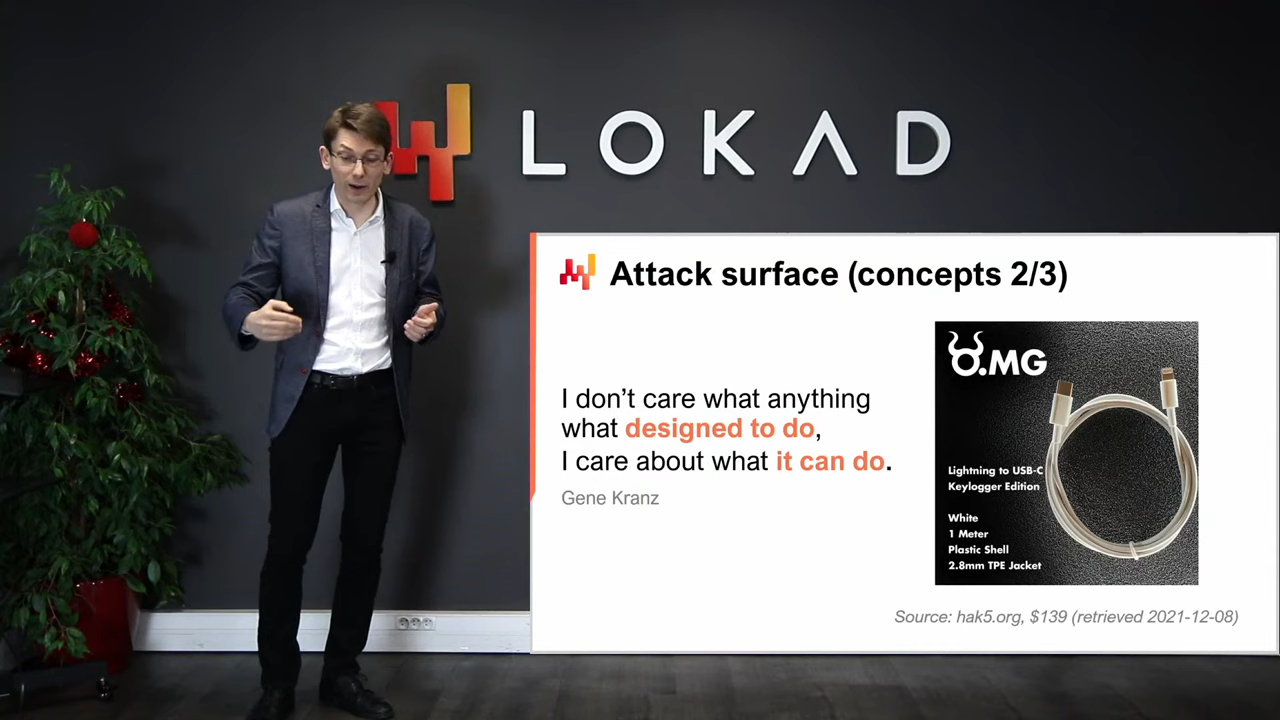 LOKAD
Attack surface (concepts 2/3)
I don’t care what anything
what designed to do,
I care about what it can do.
Gene Kranz
O.MG
Lightning to USB-C
Keylogger Edition
White
1 Meter
Plastic Shell
2.8mm TPE Jacket
Source: hak5.org, $139 (retrieved 2021-12-08)